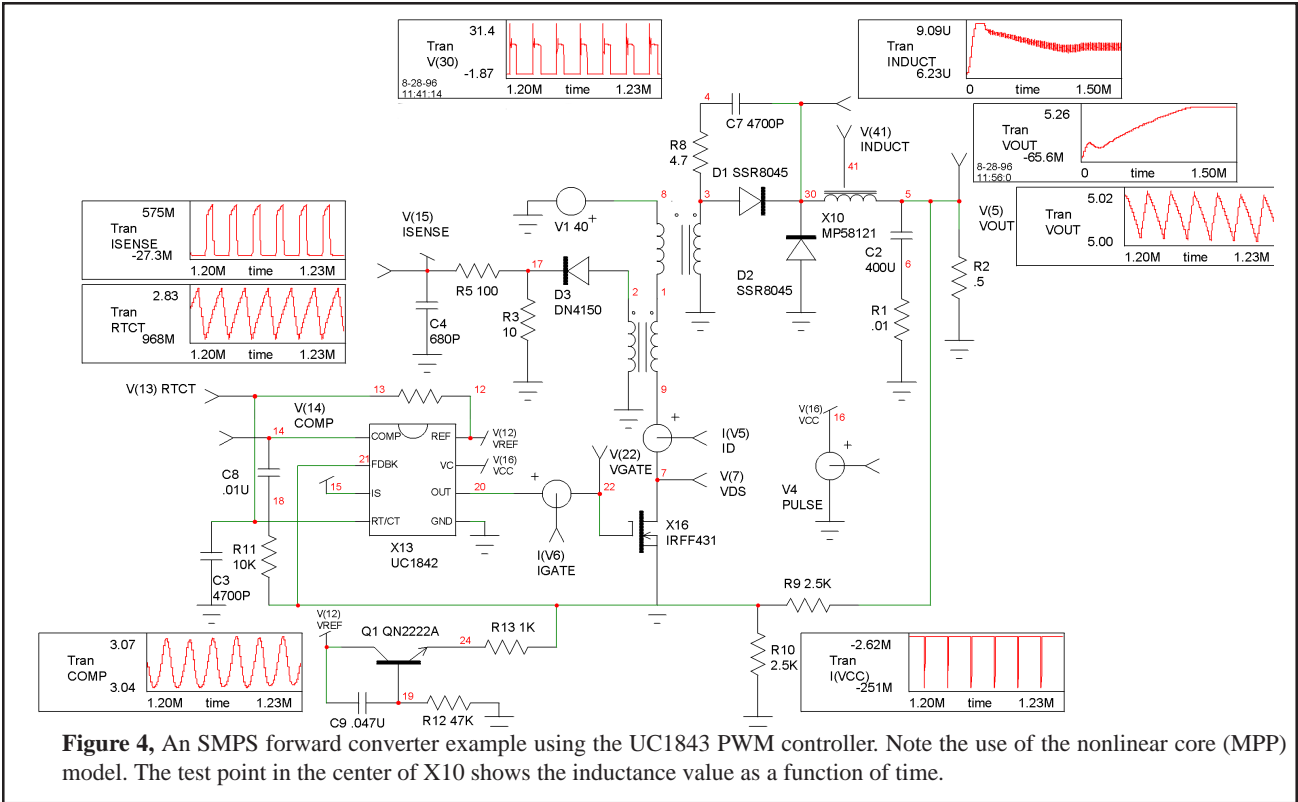 31.4
Tran
V(30)
-1.87
8-28-96
11:41:14
1.20M time 1.23M
9.09U
Tran
INDUCT
6.23U
0 time 1.50M
5.26
Tran
VOUT
-65.6M
8-28-96
11:56:0
0 time 1.50M
5.02
Tran
VOUT
5.00
1.20M time 1.23M
4
C7 4700P
R8
4.7
V(41)
INDUCT
41
D1 SSR8045
3
30
5
X10
MP58121
V(5)
VOUT
8
V1 40
+
C2
400U
6
R2
.5
D2
SSR8045
R1
.01
575M
Tran
ISENSE
-27.3M
1.20M time 1.23M
V(15)
ISENSE
17
R5 100
D3
DN4150
2
1
C4
680P
R3
10
2.83
Tran
RTCT
968M
1.20M time 1.23M
9
V(13) RTCT
13
12
V(14)
COMP
14
COMP
REF
V(12)
VREF
21
FDBK
VC
V(16)
VCC
C8
.01U
15
IS
OUT
20
18
RT/CT
GND
X13
UC1842
R11
10K
C3
4700P
+
I(V5)
ID
V(22)
VGATE
7
V(7)
VDS
22
+
X16
IRFF431
I(V6)
IGATE
V(16)
VCC
16
+
V4
PULSE
R9 2.5K
R10
2.5K
V(12)
VREF
Q1 QN2222A
24
R13 1K
19
C9 .047U
R12 47K
3.07
Tran
COMP
3.04
1.20M time 1.23M
-2.62M
Tran
I(VCC)
-251M
1.20M time 1.23M
Figure 4, An SMPS forward converter example using the UC1843 PWM controller. Note the use of the nonlinear core (MPP)
model. The test point in the center of X10 shows the inductance value as a function of time.